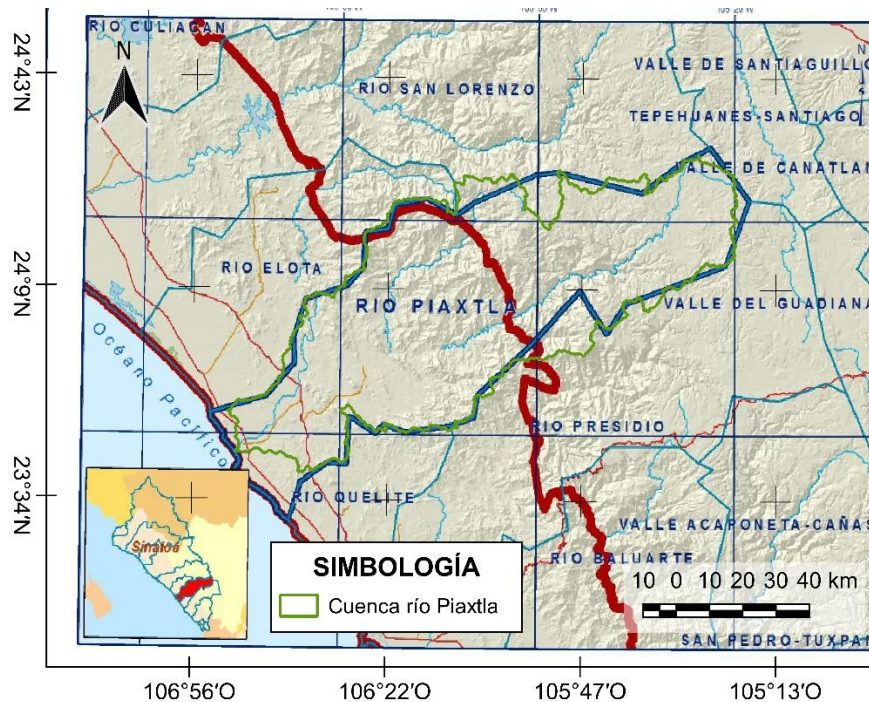 RIO CULIACAN
N
24°43'N
RIO SAN LORENZO
VALLE DE SANTIAGUILLO
TEPEHUANES-SANTIAGO
VALLE DE CANATLAN
24°9'N
RIO ELOTA
RIO PIAXTLA
VALLE DEL GUADIANA
Océano Pacífico
RIO PRESIDIO
23°34'N
RIO QUELITE
VALLE ACAPONETA-CAÑAS
Sinaloa
SIMBOLOGÍA
Cuenca río Piaxtla
RIO BALUARTE
10 0 10 20 30 40 km
SAN PEDRO-TUXPAN
106°56'O
106°22'O
105°47'O
105°13'O